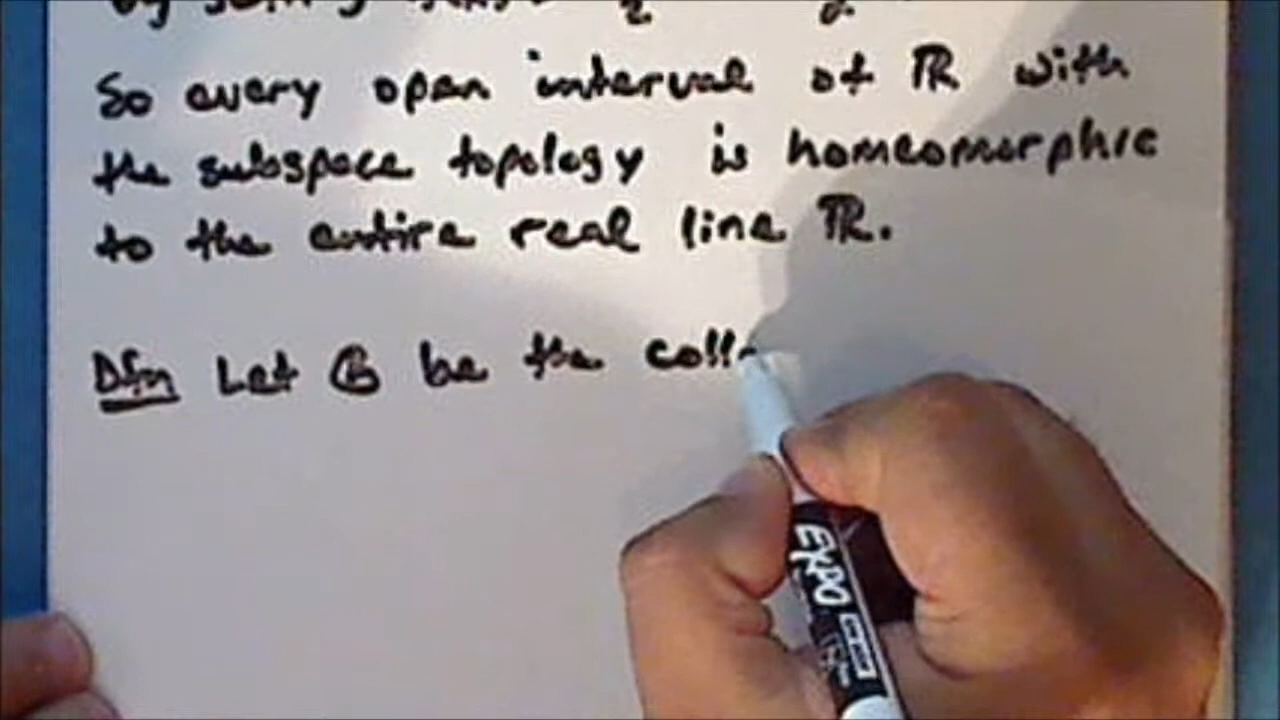 So every open interval of ℝ with
the subspace topology is homeomorphic
to the entire real line ℝ.
Dfn Let B be the colle
EXPO